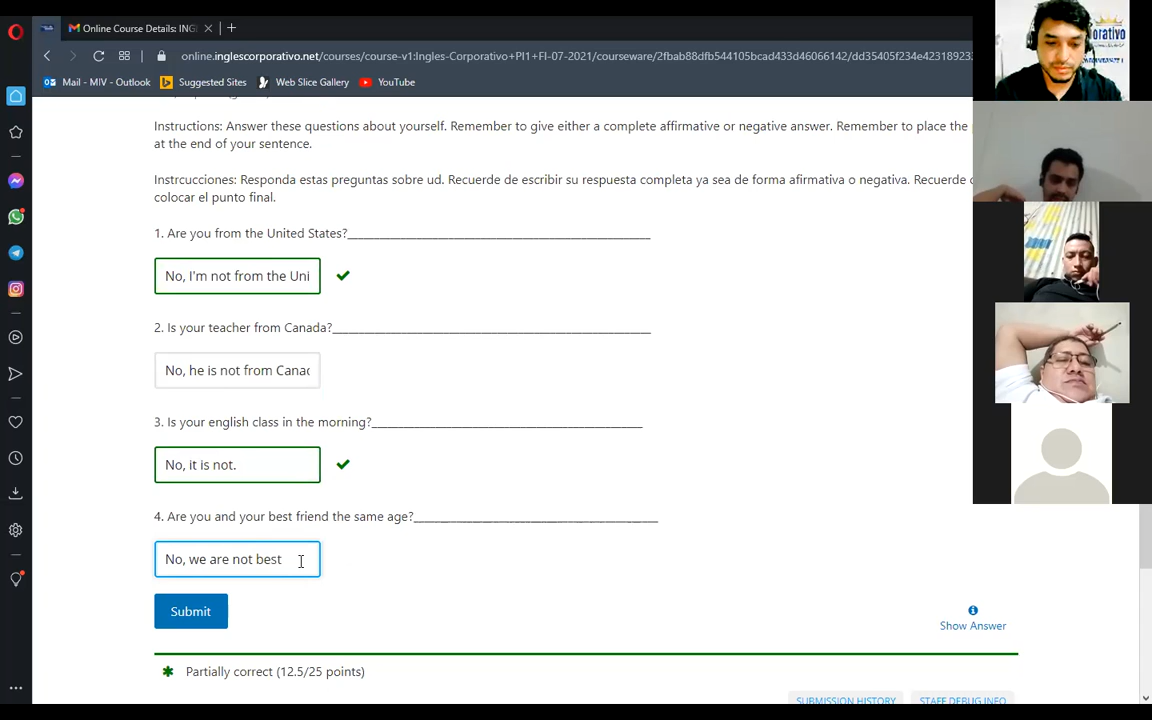 Online Course Details: ING
online.inglescorporativo.net/courses/course-v1:Ingles-Corporativo+PI1+FI-07-2021/courseware/2fbab88dfb544105bcad433d46066142/dd35405f234e42318923
Mail - MIV - Outlook
Suggested Sites
Web Slice Gallery
YouTube
orativo
Instructions: Answer these questions about yourself. Remember to give either a complete affirmative or negative answer. Remember to place the
at the end of your sentence.
Instrcucciones: Responda estas preguntas sobre ud. Recuerde de escribir su respuesta completa ya sea de forma afirmativa o negativa. Recuerde
colocar el punto final.
1. Are you from the United States?
No, I'm not from the Uni
2. Is your teacher from Canada?
No, he is not from Canad
3. Is your english class in the morning?
No, it is not.
4. Are you and your best friend the same age?
No, we are not best
Submit
Show Answer
Partially correct (12.5/25 points)
SUBMISSION HISTORY
STAFF DEBUG INFO